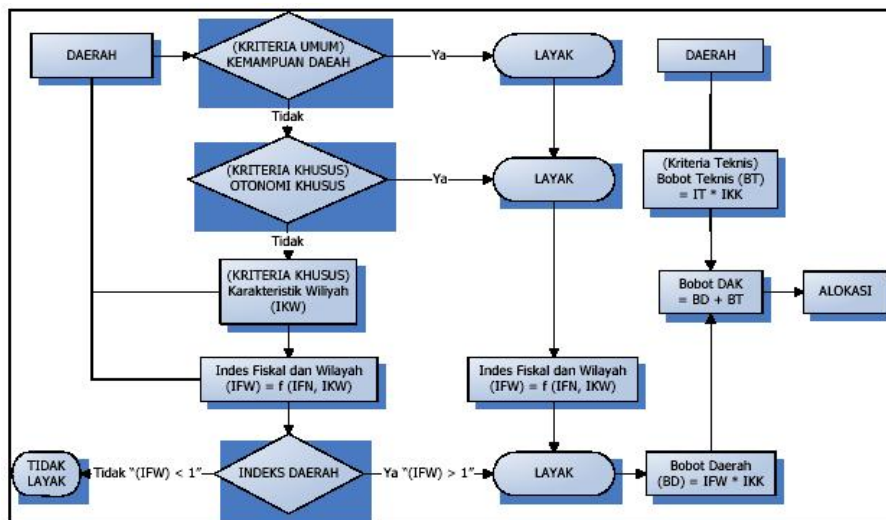 DAERAH
(KRITERIA UMUM)
KEMAMPUAN DAEAH
Ya
LAYAK
DAERAH
Tidak
(KRITERIA KHUSUS)
OTONOMI KHUSUS
Ya
LAYAK
(Kriteria Teknis)
Bobot Teknis (BT)
= IT * IKK
Tidak
(KRITERIA KHUSUS)
Karakteristik Wiliyah
(IKW)
Bobot DAK
= BD + BT
ALOKASI
Indes Fiskal dan Wilayah
(IFW) = f (IFN, IKW)
Indes Fiskal dan Wilayah
(IFW) = f (IFN, IKW)
TIDAK
LAYAK
Tidak “(IFW) < 1”
INDEKS DAERAH
Ya “(IFW) > 1”
LAYAK
Bobot Daerah
(BD) = IFW * IKK